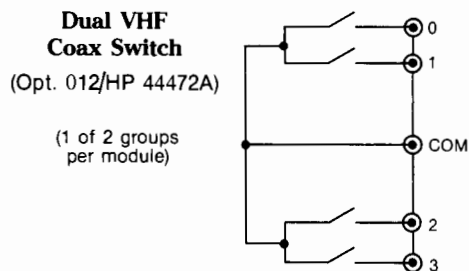 Dual VHF
Coax Switch
(Opt. 012/HP 44472A)
(1 of 2 groups
per module)
0
1
COM
2
3